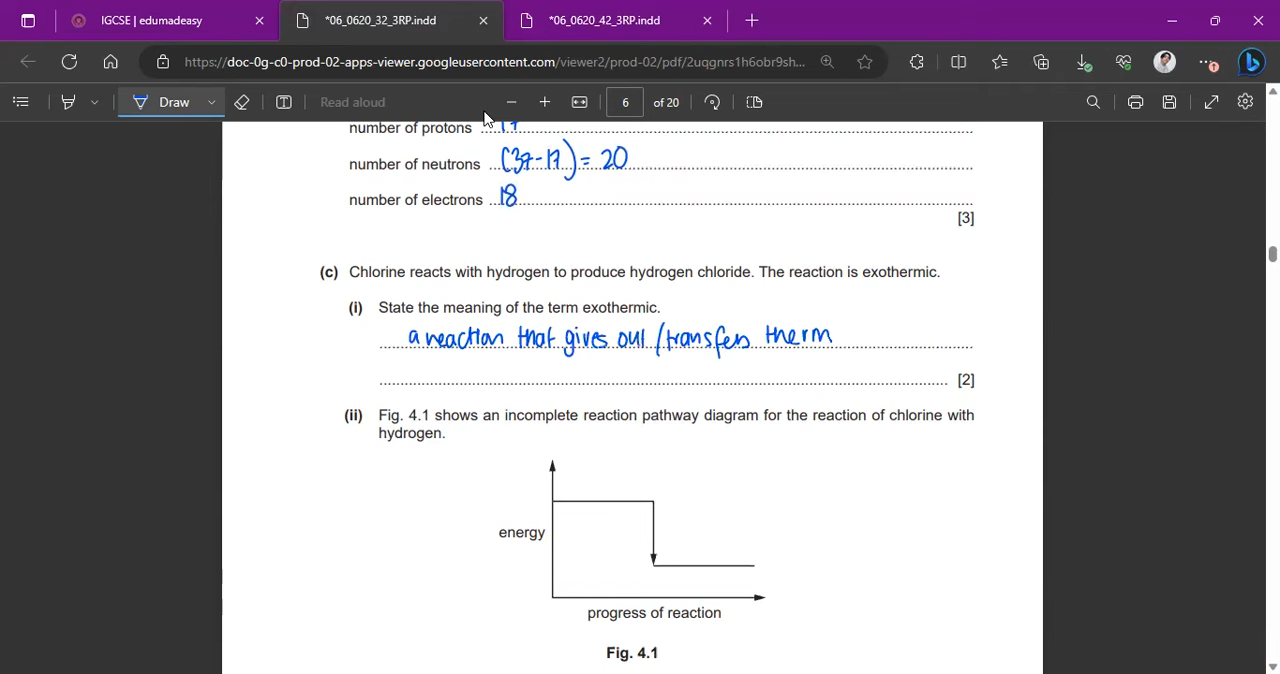 IGCSE | edumadeasy
*06_0620_32_3RP.indd
*06_0620_42_3RP.indd
https://doc-0g-c0-prod-02-apps-viewer.googleusercontent.com/viewer2/prod-02/pdf/2uqgnrs1h6obr9sh...
Draw
Read aloud
6
of 20
number of protons 17
number of neutrons (37-17) = 20
number of electrons 18
[3]
(c) Chlorine reacts with hydrogen to produce hydrogen chloride. The reaction is exothermic.
(i) State the meaning of the term exothermic.
a reaction that gives out / transfers therm
[2]
(ii) Fig. 4.1 shows an incomplete reaction pathway diagram for the reaction of chlorine with
hydrogen.
energy
progress of reaction
Fig. 4.1